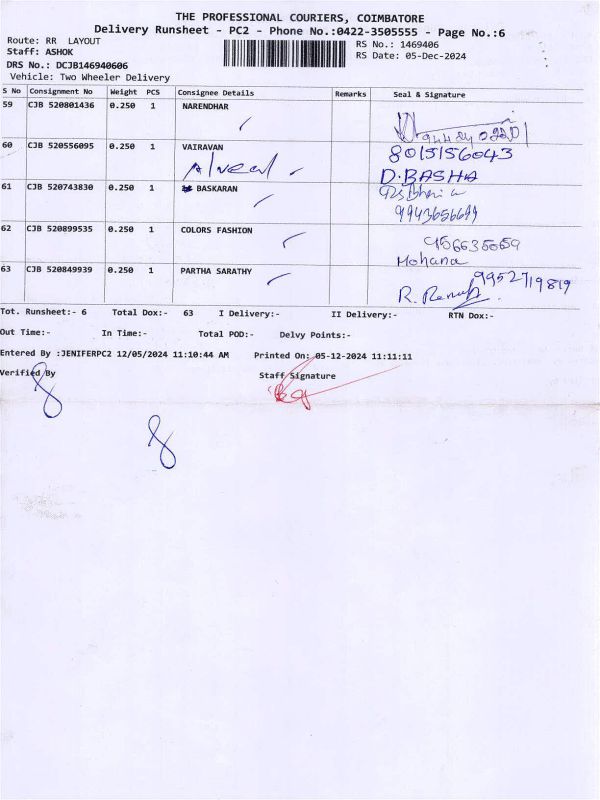 THE PROFESSIONAL COURIERS, COIMBATORE
Delivery Runsheet - PC2 - Phone No.:0422-3505555 - Page No.:6
Route: RR LAYOUT
RS No.: 1469406
Staff: ASHOK
RS Date: 05-Dec-2024
DRS No.: DCJB146940606
Vehicle: Two Wheeler Delivery
S No Consignment No Weight PCS Consignee Details Remarks Seal & Signature
59 CJB 520801436 0.250 1 NARENDHAR
60 CJB 520556095 0.250 1 VAIRAVAN 8015156043
D.BASHA
61 CJB 520743830 0.250 1 BASKARAN
9943656699
62 CJB 520899535 0.250 1 COLORS FASHION
Mohana
63 CJB 520849939 0.250 1 PARTHA SARATHY 9952719819
R.
Tot. Runsheet:- 6 Total Dox:- 63 I Delivery:- II Delivery:- RTN Dox:-
Out Time:- In Time:- Total POD:- Delvy Points:-
Entered By :JENIFERPC2 12/05/2024 11:10:44 AM Printed On: 05-12-2024 11:11:11
Verified By Staff Signature